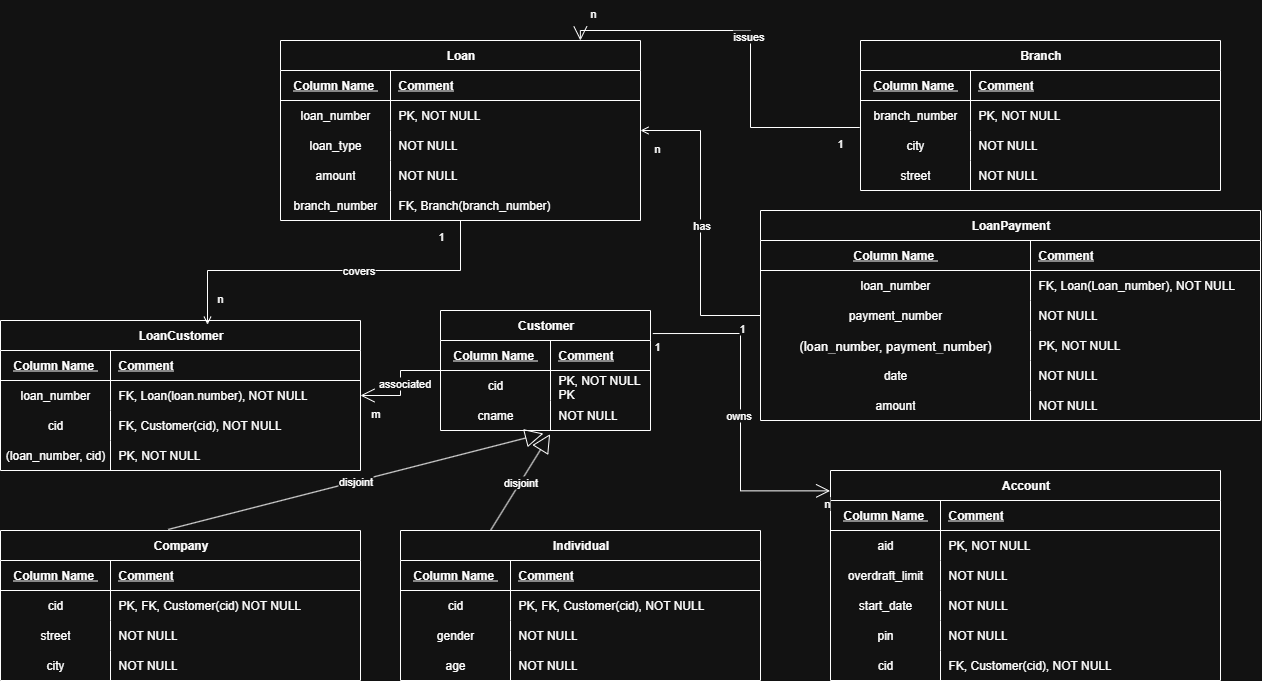 n
issues
Loan
Column Name Comment
loan_number PK, NOT NULL
loan_type NOT NULL
amount NOT NULL
branch_number FK, Branch(branch_number)
Branch
Column Name Comment
branch_number PK, NOT NULL
city NOT NULL
street NOT NULL
1
n
has
1
covers
n
LoanPayment
Column Name Comment
loan_number FK, Loan(Loan_number), NOT NULL
payment_number NOT NULL
(loan_number, payment_number) PK, NOT NULL
date NOT NULL
amount NOT NULL
1
LoanCustomer
Column Name Comment
loan_number FK, Loan(loan.number), NOT NULL
cid FK, Customer(cid), NOT NULL
(loan_number, cid) PK, NOT NULL
associated
m
Customer
Column Name Comment
cid PK, NOT NULL
PK
cname NOT NULL
1
owns
n
disjoint
disjoint
Company
Column Name Comment
cid PK, FK, Customer(cid) NOT NULL
street NOT NULL
city NOT NULL
Individual
Column Name Comment
cid PK, FK, Customer(cid), NOT NULL
gender NOT NULL
age NOT NULL
Account
Column Name Comment
aid PK, NOT NULL
overdraft_limit NOT NULL
start_date NOT NULL
pin NOT NULL
cid FK, Customer(cid), NOT NULL